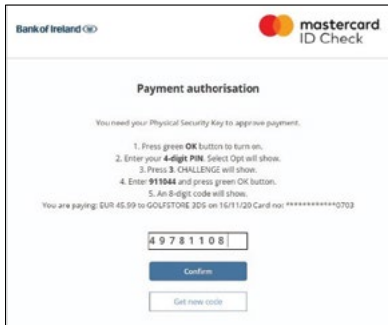 Bank of Ireland
mastercard
ID Check
Payment authorisation
You need your Physical Security Key to approve payment.
1. Press green OK button to turn on.
2. Enter your 4-digit PIN. Select Opt will show.
3. Press 3. CHALLENGE will show.
4. Enter 911044 and press green OK button.
5. An 8-digit code will show.
You are paying: EUR 45.99 to GOLFSTORE 3DS on 16/11/20 Card no: ************0703
49781108
Confirm
Get new code